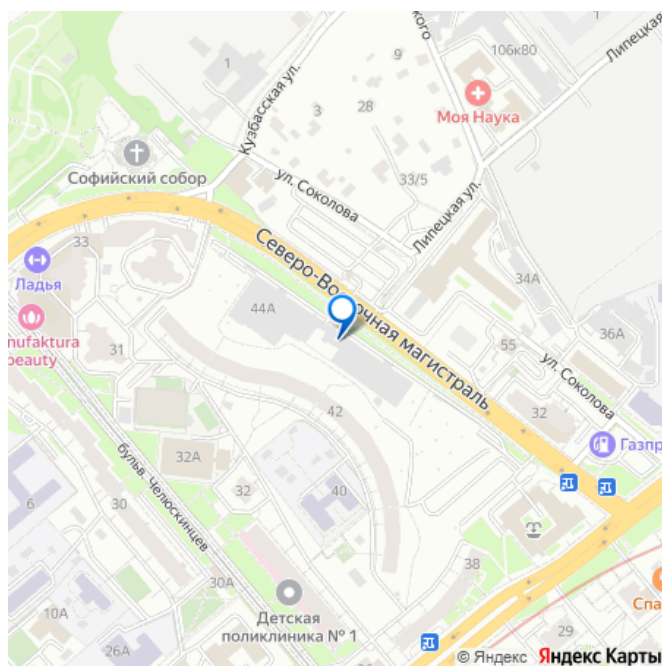 кого
1
106к80
Липецкая ул.
9
1
Кузбасская ул.
Моя Наука
3
28
Софийский собор
ул. Соколова
33/5
Липецкая ул.
33
Северо-Восточная магистраль
Ладья
34А
44А
nufaktura
beauty
31
36А
55
ул. Соколова
42
32
Газпр
бульв. Челюскинцев
32А
32
40
6
30
38
30А
Спа
10А
Детская
поликлиника № 1
29
26А
© Яндекс Яндекс Карты